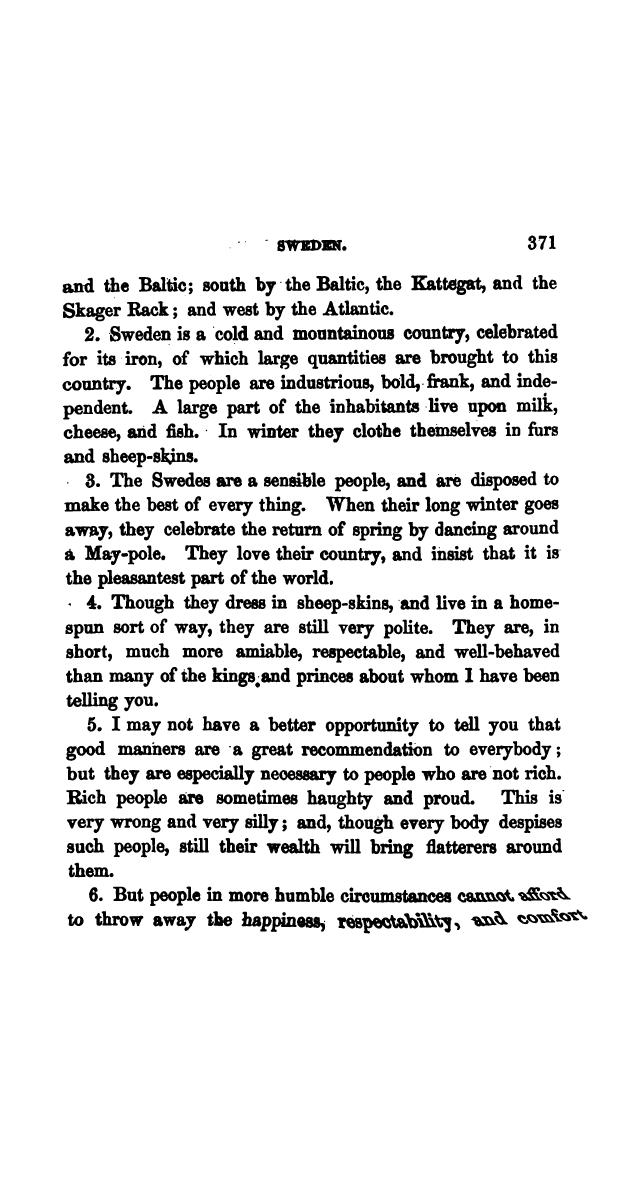 SWEDEN. 371
and the Baltic; south by the Baltic, the Kattegat, and the
Skager Rack; and west by the Atlantic.
2. Sweden is a cold and mountainous country, celebrated
for its iron, of which large quantities are brought to this
country. The people are industrious, bold, frank, and inde-
pendent. A large part of the inhabitants live upon milk,
cheese, and fish. In winter they clothe themselves in furs
and sheep-skins.
3. The Swedes are a sensible people, and are disposed to
make the best of every thing. When their long winter goes
away, they celebrate the return of spring by dancing around
a May-pole. They love their country, and insist that it is
the pleasantest part of the world.
4. Though they dress in sheep-skins, and live in a home-
spun sort of way, they are still very polite. They are, in
short, much more amiable, respectable, and well-behaved
than many of the kings and princes about whom I have been
telling you.
5. I may not have a better opportunity to tell you that
good manners are a great recommendation to everybody;
but they are especially necessary to people who are not rich.
Rich people are sometimes haughty and proud. This is
very wrong and very silly; and, though every body despises
such people, still their wealth will bring flatterers around
them.
6. But people in more humble circumstances cannot afford
to throw away the happiness, respectability, and comfort